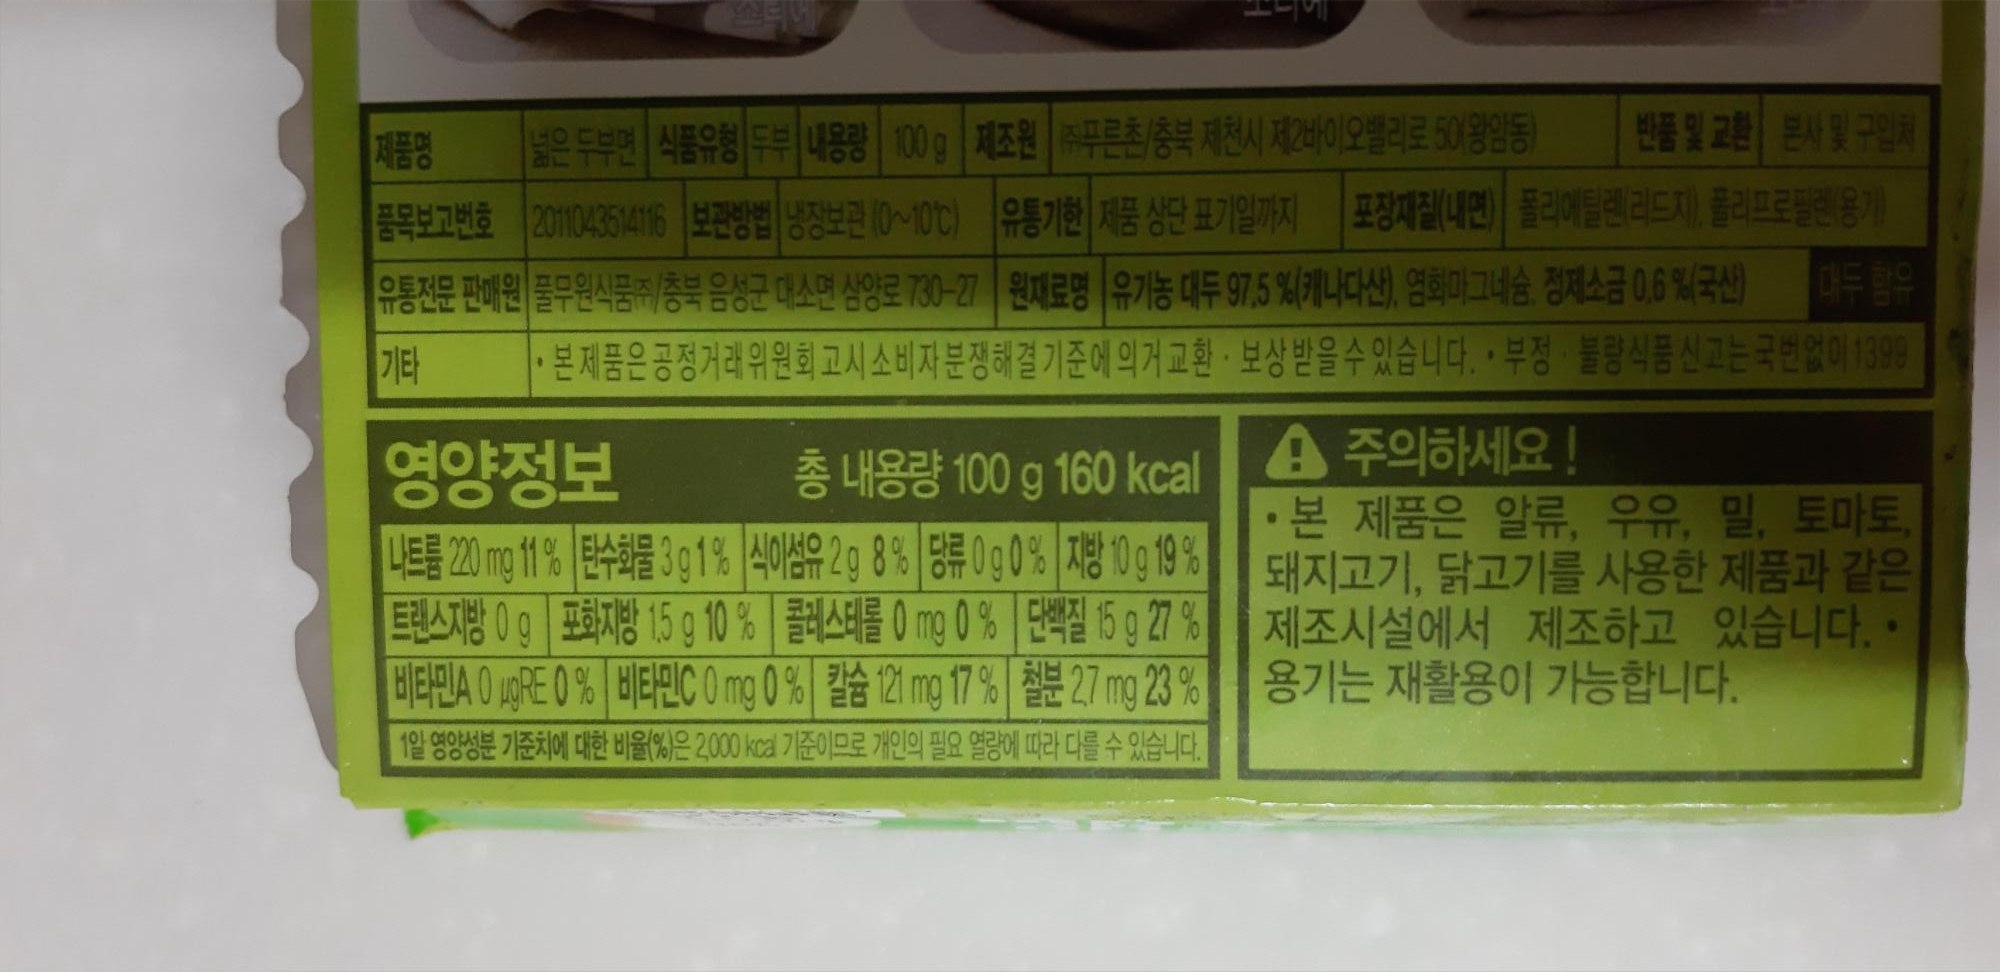 제품명 넓은 두부면 식품유형 두부 내용량 100 g 제조원 ㈜푸른촌/충북 제천시 제2바이오밸리로 50(왕암동) 반품 및 교환 본사 및 구입처
품목보고번호 2011043514116 보관방법 냉장보관 (0~10℃) 유통기한 제품 상단 표기일까지 포장재질(내면) 폴리에틸렌(리드지), 폴리프로필렌(용기)
유통전문 판매원 풀무원식품㈜/충북 음성군 대소면 삼양로 730-27 원재료명 유기농 대두 97.5 %(캐나다산), 염화마그네슘, 정제소금 0.6 %(국산) 대두 함유
기타 • 본 제품은 공정거래위원회 고시 소비자분쟁해결기준에 의거 교환 · 보상 받을 수 있습니다. • 부정 · 불량식품 신고는 국번없이 1399
영양정보 총 내용량 100 g 160 kcal
나트륨 220 mg 11 % 탄수화물 3 g 1 % 식이섬유 2 g 8 % 당류 0 g 0 % 지방 10 g 19 %
트랜스지방 0 g 포화지방 1.5 g 10 % 콜레스테롤 0 mg 0 % 단백질 15 g 27 %
비타민A 0 μgRE 0 % 비타민C 0 mg 0 % 칼슘 121 mg 17 % 철분 2.7 mg 23 %
1일 영양성분 기준치에 대한 비율(%)은 2,000 kcal 기준이므로 개인의 필요 열량에 따라 다를 수 있습니다.
주의하세요 !
• 본 제품은 알류, 우유, 밀, 토마토,
돼지고기, 닭고기를 사용한 제품과 같은
제조시설에서 제조하고 있습니다. •
용기는 재활용이 가능합니다.